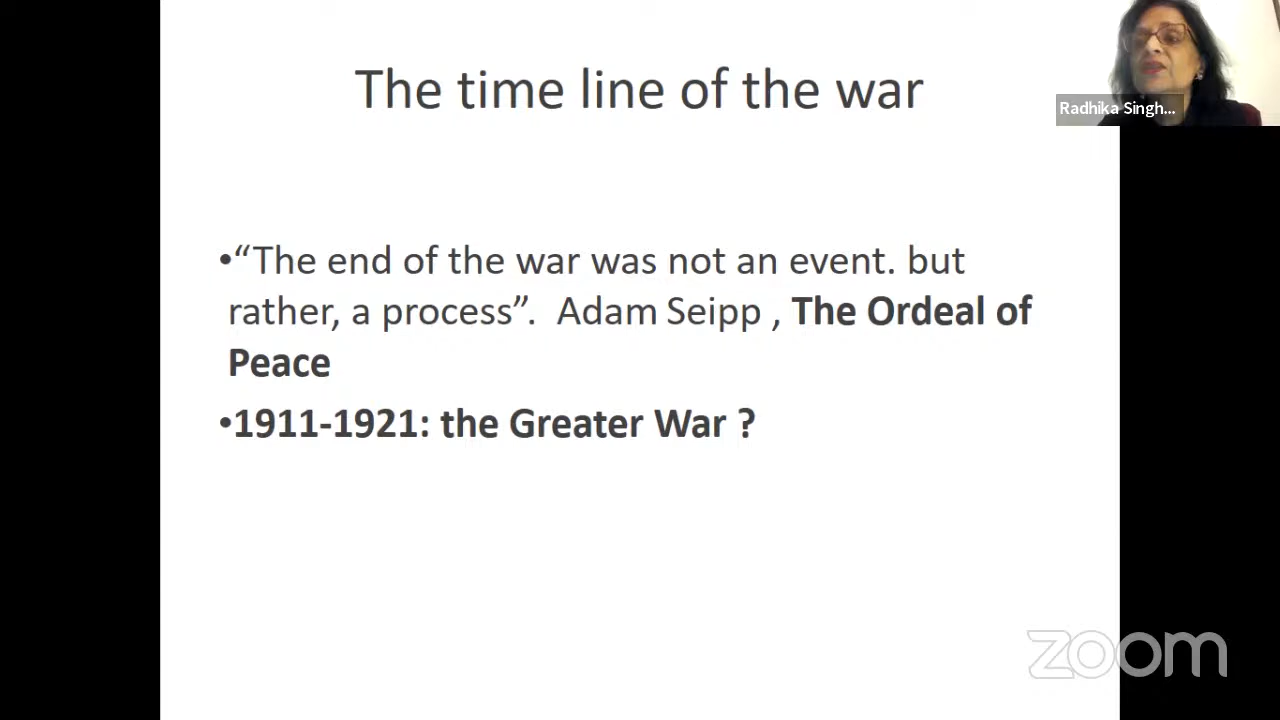 The time line of the war
Radhika Singh...
•“The end of the war was not an event. but
rather, a process”.  Adam Seipp , The Ordeal of
Peace
•1911-1921: the Greater War ?
zoom